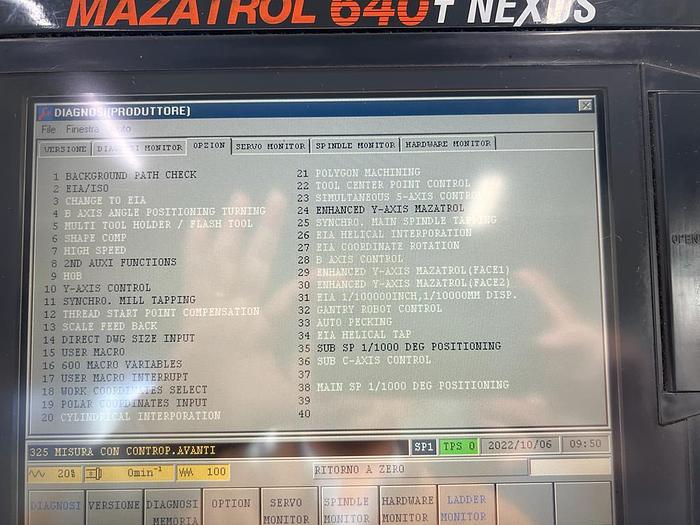 MAZATROL 640T NEXUS
DIAGNOSI(PRODUTTORE)
File Finestra
VERSIONE DIAGNOSI MONITOR OPZION SERVO MONITOR SPINDLE MONITOR HARDWARE MONITOR
1 BACKGROUND PATH CHECK
2 EIA/ISO
3 CHANGE TO EIA
4 B AXIS ANGLE POSITIONING TURNING
5 MULTI TOOL HOLDER / FLASH TOOL
6 SHAPE COMP
7 HIGH SPEED
8 2ND AUXI FUNCTIONS
9 HOB
10 Y-AXIS CONTROL
11 SYNCHRO. MILL TAPPING
12 THREAD START POINT COMPENSATION
13 SCALE FEED BACK
14 DIRECT DWG SIZE INPUT
15 USER MACRO
16 600 MACRO VARIABLES
17 USER MACRO INTERRUPT
18 WORK COORDINATES SELECT
19 POLAR COORDINATES INPUT
20 CYLINDRICAL INTERPORATION
21 POLYGON MACHINING
22 TOOL CENTER POINT CONTROL
23 SIMULTANEOUS 5-AXIS CONTROL
24 ENHANCED Y-AXIS MAZATROL
25 SYNCHRO. MAIN SPINDLE TAPPING
26 EIA HELICAL INTERPORATION
27 EIA COORDINATE ROTATION
28 B AXIS CONTROL
29 ENHANCED Y-AXIS MAZATROL(FACE1)
30 ENHANCED Y-AXIS MAZATROL(FACE2)
31 EIA 1/100000INCH,1/10000MM DISP.
32 GANTRY ROBOT CONTROL
33 AUTO PECKING
34 EIA HELICAL TAP
35 SUB SP 1/1000 DEG POSITIONING
36 SUB C-AXIS CONTROL
37
38 MAIN SP 1/1000 DEG POSITIONING
39
40
325 MISURA CON CONTROP.AVANTI SP1 TPS 0 2022/10/06 09:50
20% 0min⁻¹ 100 RITORNO A ZERO
DIAGNOSI VERSIONE DIAGNOSI MEMORIA OPTION SERVO MONITOR SPINDLE MONITOR HARDWARE MONITOR LADDER MONITOR
OPEN